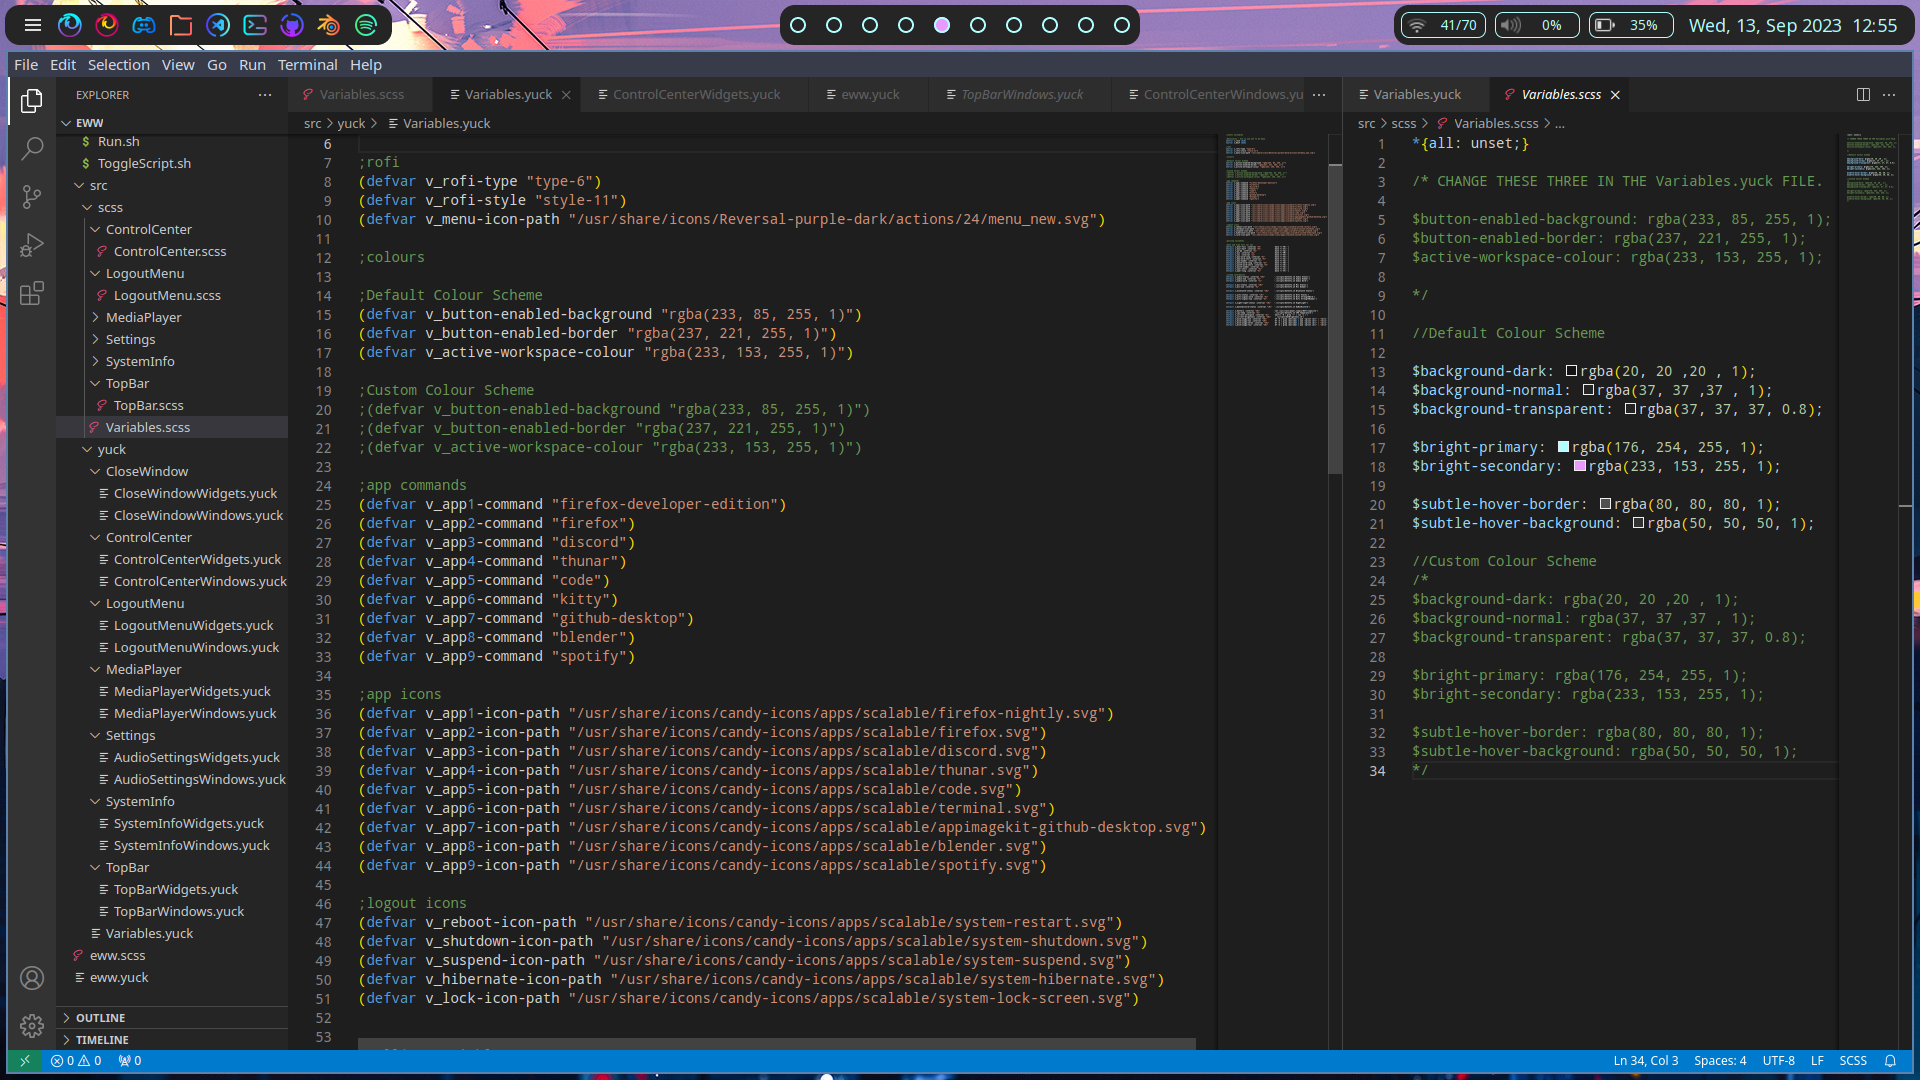 41/70
0%
35%
Wed, 13, Sep 2023 12:55
File Edit Selection View Go Run Terminal Help
EXPLORER
Variables.scss
Variables.yuck
ControlCenterWidgets.yuck
eww.yuck
TopBarWindows.yuck
ControlCenterWindows.yu
Variables.yuck
Variables.scss
EWW
Run.sh
ToggleScript.sh
src
scss
ControlCenter
ControlCenter.scss
LogoutMenu
LogoutMenu.scss
MediaPlayer
Settings
SystemInfo
TopBar
TopBar.scss
Variables.scss
yuck
CloseWindow
CloseWindowWidgets.yuck
CloseWindowWindows.yuck
ControlCenter
ControlCenterWidgets.yuck
ControlCenterWindows.yuck
LogoutMenu
LogoutMenuWidgets.yuck
LogoutMenuWindows.yuck
MediaPlayer
MediaPlayerWidgets.yuck
MediaPlayerWindows.yuck
Settings
AudioSettingsWidgets.yuck
AudioSettingsWindows.yuck
SystemInfo
SystemInfoWidgets.yuck
SystemInfoWindows.yuck
TopBar
TopBarWidgets.yuck
TopBarWindows.yuck
Variables.yuck
eww.scss
eww.yuck
OUTLINE
TIMELINE
src > yuck > Variables.yuck
6
7 ;rofi
8 (defvar v_rofi-type "type-6")
9 (defvar v_rofi-style "style-11")
10 (defvar v_menu-icon-path "/usr/share/icons/Reversal-purple-dark/actions/24/menu_new.svg")
11
12 ;colours
13
14 ;Default Colour Scheme
15 (defvar v_button-enabled-background "rgba(233, 85, 255, 1)")
16 (defvar v_button-enabled-border "rgba(237, 221, 255, 1)")
17 (defvar v_active-workspace-colour "rgba(233, 153, 255, 1)")
18
19 ;Custom Colour Scheme
20 ;(defvar v_button-enabled-background "rgba(233, 85, 255, 1)")
21 ;(defvar v_button-enabled-border "rgba(237, 221, 255, 1)")
22 ;(defvar v_active-workspace-colour "rgba(233, 153, 255, 1)")
23
24 ;app commands
25 (defvar v_app1-command "firefox-developer-edition")
26 (defvar v_app2-command "firefox")
27 (defvar v_app3-command "discord")
28 (defvar v_app4-command "thunar")
29 (defvar v_app5-command "code")
30 (defvar v_app6-command "kitty")
31 (defvar v_app7-command "github-desktop")
32 (defvar v_app8-command "blender")
33 (defvar v_app9-command "spotify")
34
35 ;app icons
36 (defvar v_app1-icon-path "/usr/share/icons/candy-icons/apps/scalable/firefox-nightly.svg")
37 (defvar v_app2-icon-path "/usr/share/icons/candy-icons/apps/scalable/firefox.svg")
38 (defvar v_app3-icon-path "/usr/share/icons/candy-icons/apps/scalable/discord.svg")
39 (defvar v_app4-icon-path "/usr/share/icons/candy-icons/apps/scalable/thunar.svg")
40 (defvar v_app5-icon-path "/usr/share/icons/candy-icons/apps/scalable/code.svg")
41 (defvar v_app6-icon-path "/usr/share/icons/candy-icons/apps/scalable/terminal.svg")
42 (defvar v_app7-icon-path "/usr/share/icons/candy-icons/apps/scalable/appimagekit-github-desktop.svg")
43 (defvar v_app8-icon-path "/usr/share/icons/candy-icons/apps/scalable/blender.svg")
44 (defvar v_app9-icon-path "/usr/share/icons/candy-icons/apps/scalable/spotify.svg")
45
46 ;logout icons
47 (defvar v_reboot-icon-path "/usr/share/icons/candy-icons/apps/scalable/system-restart.svg")
48 (defvar v_shutdown-icon-path "/usr/share/icons/candy-icons/apps/scalable/system-shutdown.svg")
49 (defvar v_suspend-icon-path "/usr/share/icons/candy-icons/apps/scalable/system-suspend.svg")
50 (defvar v_hibernate-icon-path "/usr/share/icons/candy-icons/apps/scalable/system-hibernate.svg")
51 (defvar v_lock-icon-path "/usr/share/icons/candy-icons/apps/scalable/system-lock-screen.svg")
52
53
src > scss > Variables.scss > ...
1 *{all: unset;}
2
3 /* CHANGE THESE THREE IN THE Variables.yuck FILE.
4
5 $button-enabled-background: rgba(233, 85, 255, 1);
6 $button-enabled-border: rgba(237, 221, 255, 1);
7 $active-workspace-colour: rgba(233, 153, 255, 1);
8
9 */
10
11 //Default Colour Scheme
12
13 $background-dark: rgba(20, 20 ,20 , 1);
14 $background-normal: rgba(37, 37 ,37 , 1);
15 $background-transparent: rgba(37, 37, 37, 0.8);
16
17 $bright-primary: rgba(176, 254, 255, 1);
18 $bright-secondary: rgba(233, 153, 255, 1);
19
20 $subtle-hover-border: rgba(80, 80, 80, 1);
21 $subtle-hover-background: rgba(50, 50, 50, 1);
22
23 //Custom Colour Scheme
24 /*
25 $background-dark: rgba(20, 20 ,20 , 1);
26 $background-normal: rgba(37, 37 ,37 , 1);
27 $background-transparent: rgba(37, 37, 37, 0.8);
28
29 $bright-primary: rgba(176, 254, 255, 1);
30 $bright-secondary: rgba(233, 153, 255, 1);
31
32 $subtle-hover-border: rgba(80, 80, 80, 1);
33 $subtle-hover-background: rgba(50, 50, 50, 1);
34 */
0 0 0
Ln 34, Col 3 Spaces: 4 UTF-8 LF SCSS